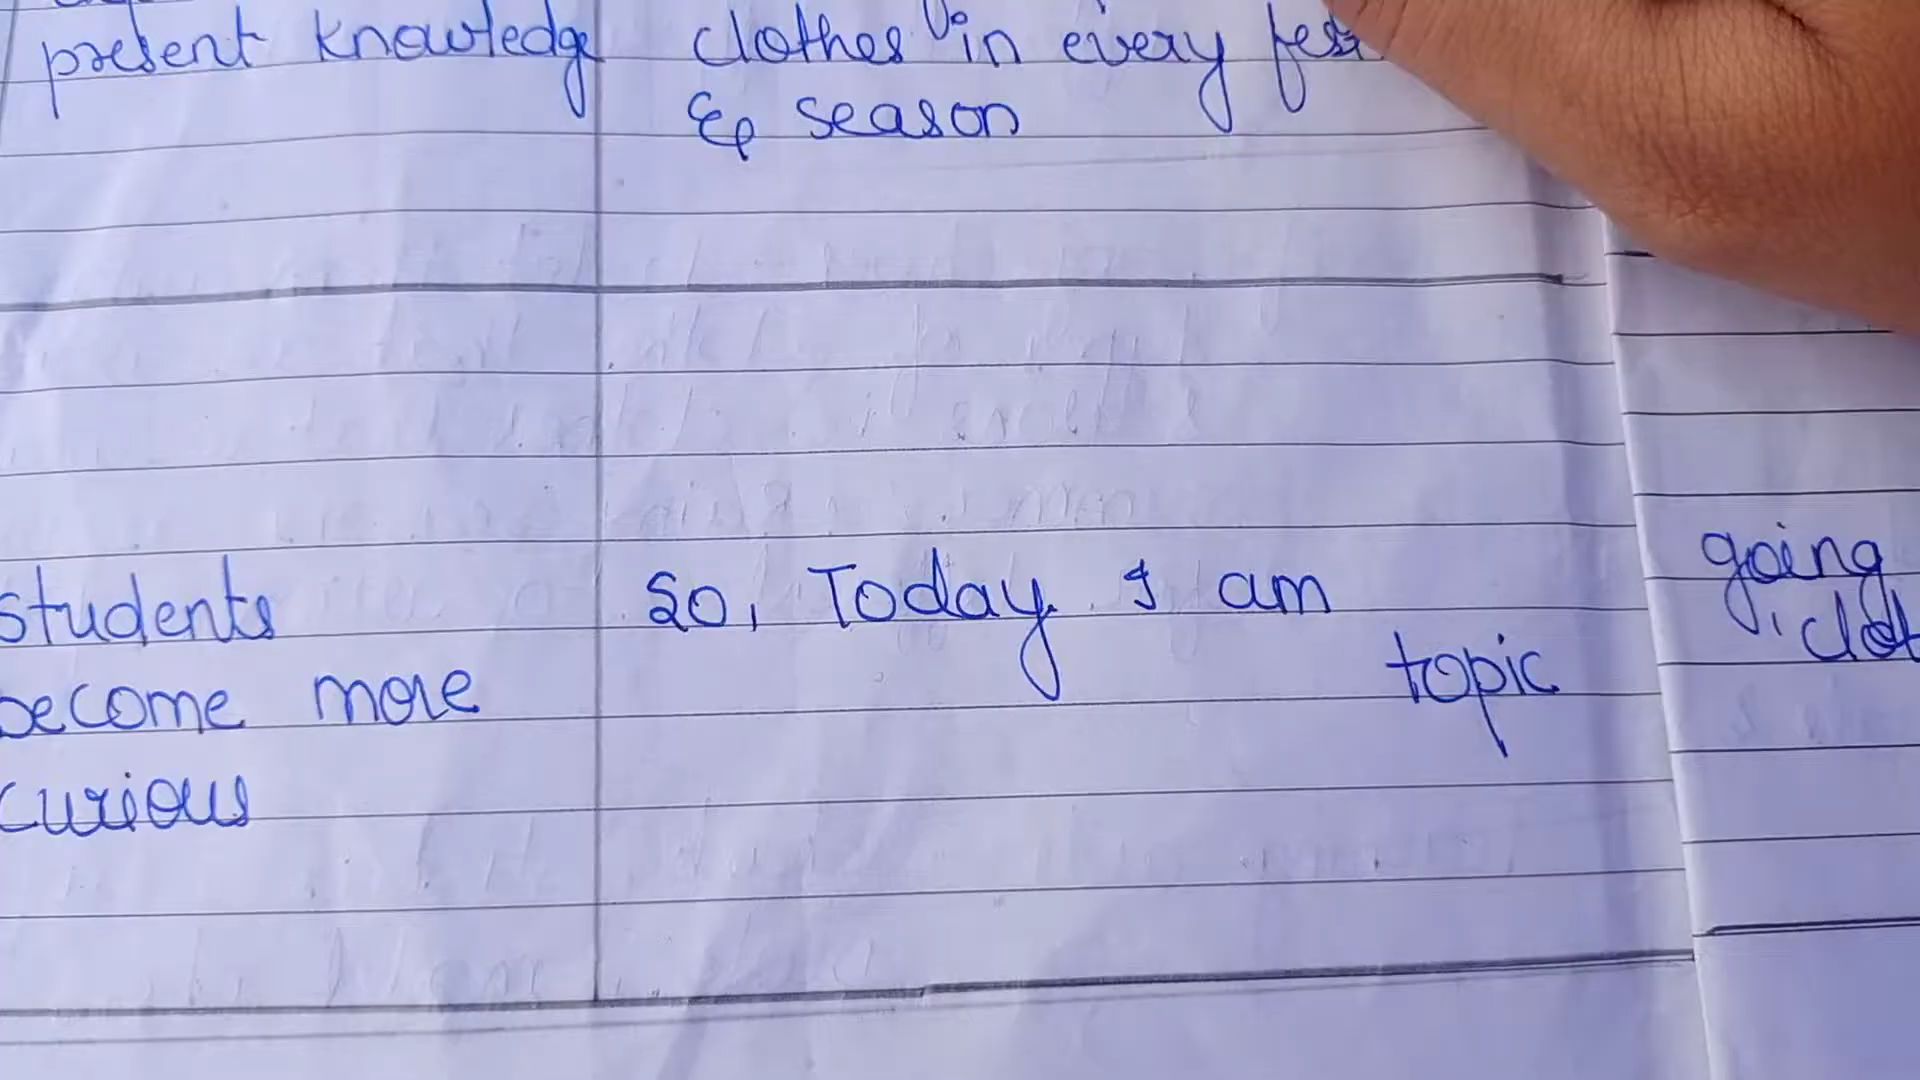 present knowledge clothes in every
& season
students So, Today I am going
become more topic
curious